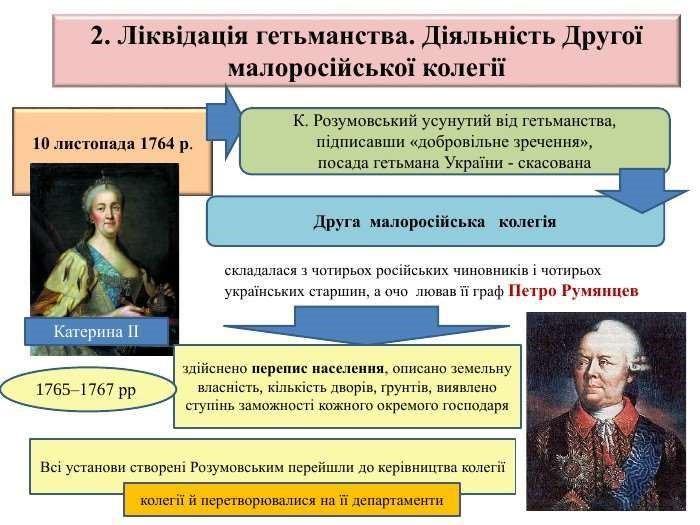 2. Ліквідація гетьманства. Діяльність Другої
малоросійської колегії
10 листопада 1764 р.
К. Розумовський усунутий від гетьманства,
підписавши «добровільне зречення»,
посада гетьмана України - скасована
Друга малоросійська колегія
складалася з чотирьох російських чиновників і чотирьох
українських старшин, а очо лював її граф Петро Румянцев
Катерина ІІ
здійснено перепис населення, описано земельну
власність, кількість дворів, ґрунтів, виявлено
ступінь заможності кожного окремого господаря
1765–1767 рр
Всі установи створені Розумовським перейшли до керівництва колегії
колегії й перетворювалися на її департаменти